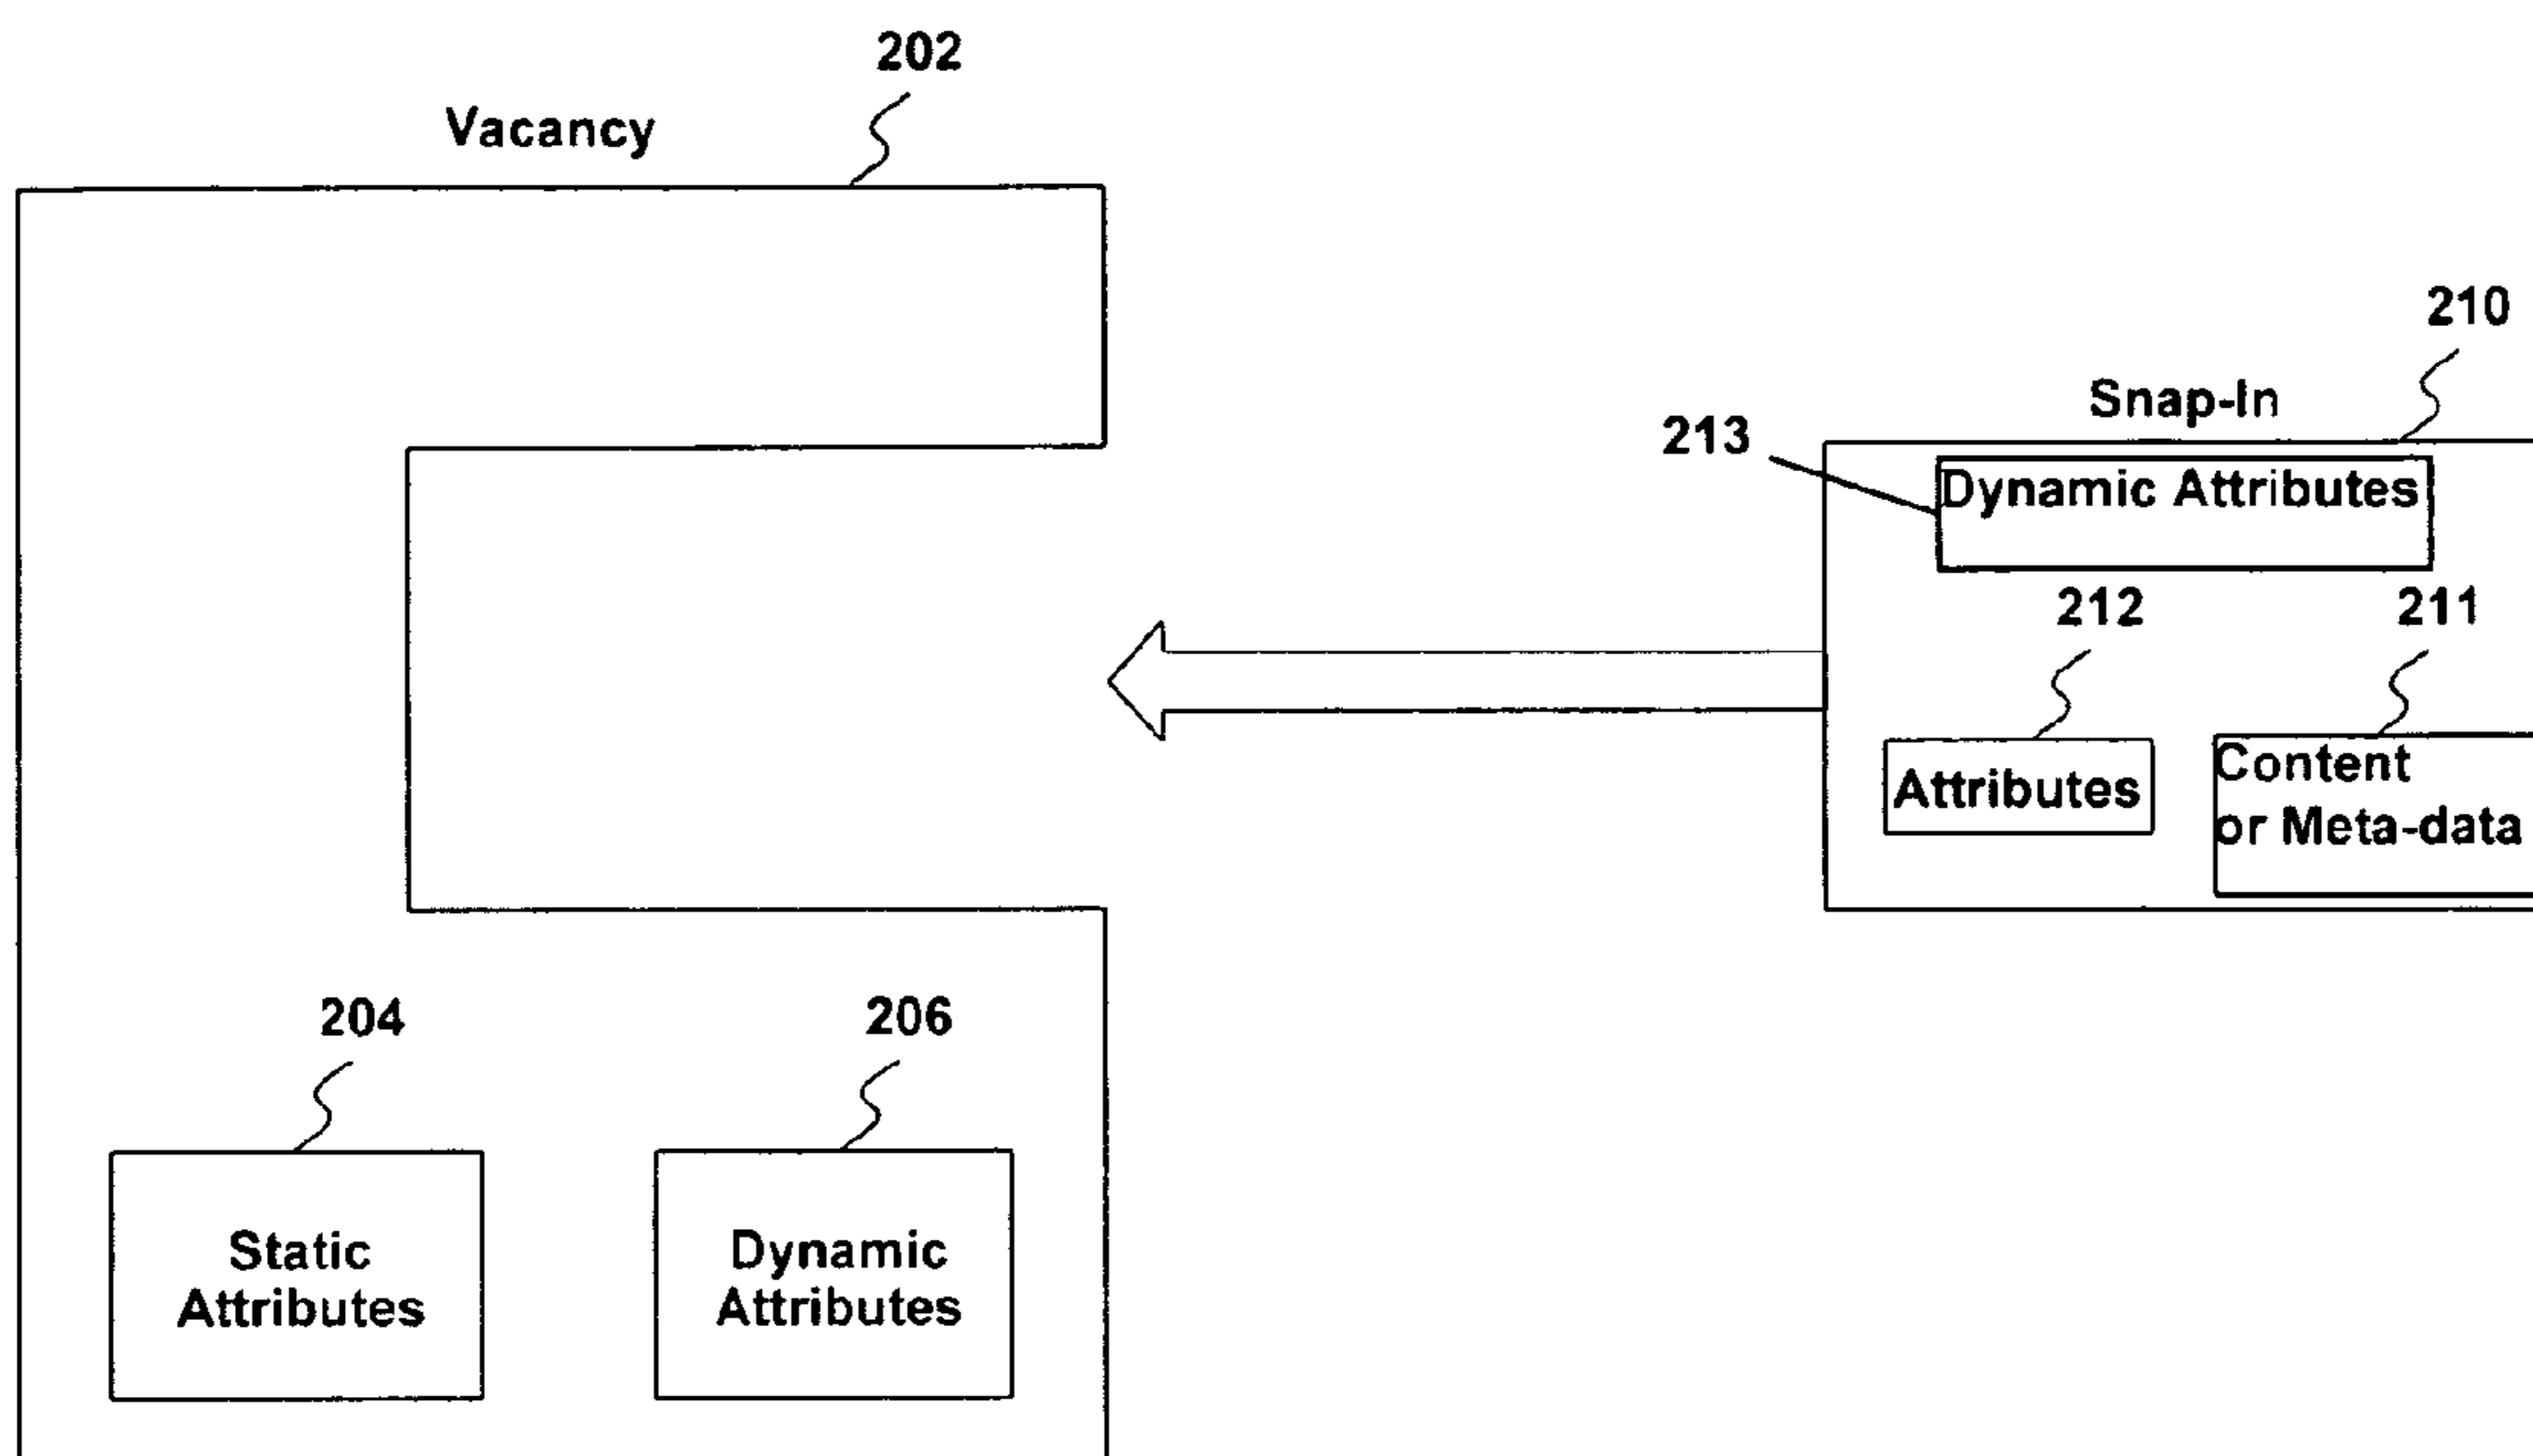 202
Vacancy
210
Snap-In
213
Dynamic Attributes
212
211
Attributes
Content
or Meta-data
204
206
Static
Attributes
Dynamic
Attributes